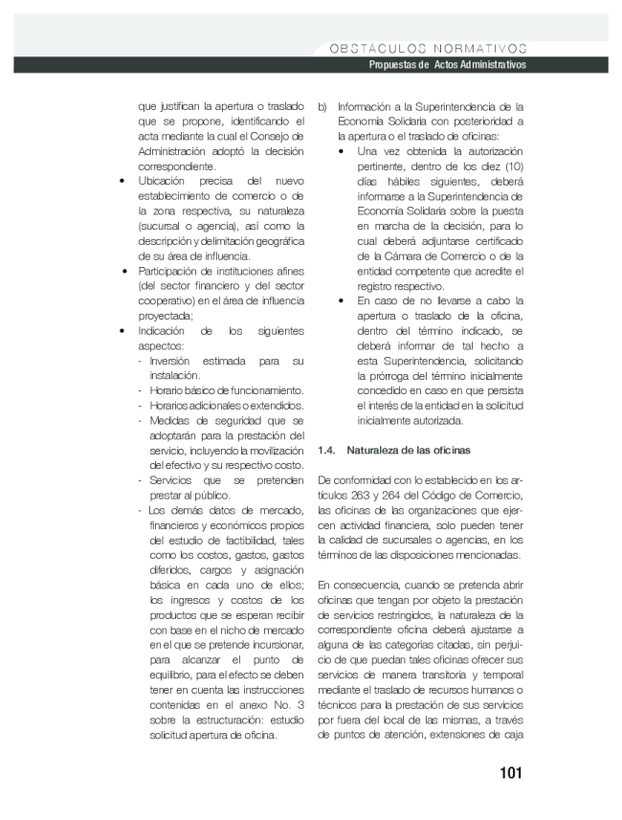 OBSTÁCULOS NORMATIVOS
Propuestas de Actos Administrativos
que justifican la apertura o traslado
que se propone, identificando el
acta mediante la cual el Consejo de
Administración adoptó la decisión
correspondiente.
• Ubicación precisa del nuevo
establecimiento de comercio o de
la zona respectiva, su naturaleza
(sucursal o agencia), así como la
descripción y delimitación geográfica
de su área de influencia.
• Participación de instituciones afines
(del sector financiero y del sector
cooperativo) en el área de influencia
proyectada;
• Indicación de los siguientes
aspectos:
- Inversión estimada para su
instalación.
- Horario básico de funcionamiento.
- Horarios adicionales o extendidos.
- Medidas de seguridad que se
adoptarán para la prestación del
servicio, incluyendo la movilización
del efectivo y su respectivo costo.
- Servicios que se pretenden
prestar al público.
- Los demás datos de mercado,
financieros y económicos propios
del estudio de factibilidad, tales
como los costos, gastos, gastos
diferidos, cargos y asignación
básica en cada uno de ellos;
los ingresos y costos de los
productos que se esperan recibir
con base en el nicho de mercado
en el que se pretende incursionar,
para alcanzar el punto de
equilibrio, para el efecto se deben
tener en cuenta las instrucciones
contenidas en el anexo No. 3
sobre la estructuración: estudio
solicitud apertura de oficina.
b) Información a la Superintendencia de la
Economía Solidaria con posterioridad a
la apertura o el traslado de oficinas:
• Una vez obtenida la autorización
pertinente, dentro de los diez (10)
días hábiles siguientes, deberá
informarse a la Superintendencia de
Economía Solidaria sobre la puesta
en marcha de la decisión, para lo
cual deberá adjuntarse certificado
de la Cámara de Comercio o de la
entidad competente que acredite el
registro respectivo.
• En caso de no llevarse a cabo la
apertura o traslado de la oficina,
dentro del término indicado, se
deberá informar de tal hecho a
esta Superintendencia, solicitando
la prórroga del término inicialmente
concedido en caso en que persista
el interés de la entidad en la solicitud
inicialmente autorizada.
1.4. Naturaleza de las oficinas
De conformidad con lo establecido en los ar-
tículos 263 y 264 del Código de Comercio,
las oficinas de las organizaciones que ejer-
cen actividad financiera, solo pueden tener
la calidad de sucursales o agencias, en los
términos de las disposiciones mencionadas.
En consecuencia, cuando se pretenda abrir
oficinas que tengan por objeto la prestación
de servicios restringidos, la naturaleza de la
correspondiente oficina deberá ajustarse a
alguna de las categorías citadas, sin perjui-
cio de que puedan tales oficinas ofrecer sus
servicios de manera transitoria y temporal
mediante el traslado de recursos humanos o
técnicos para la prestación de sus servicios
por fuera del local de las mismas, a través
de puntos de atención, extensiones de caja
101